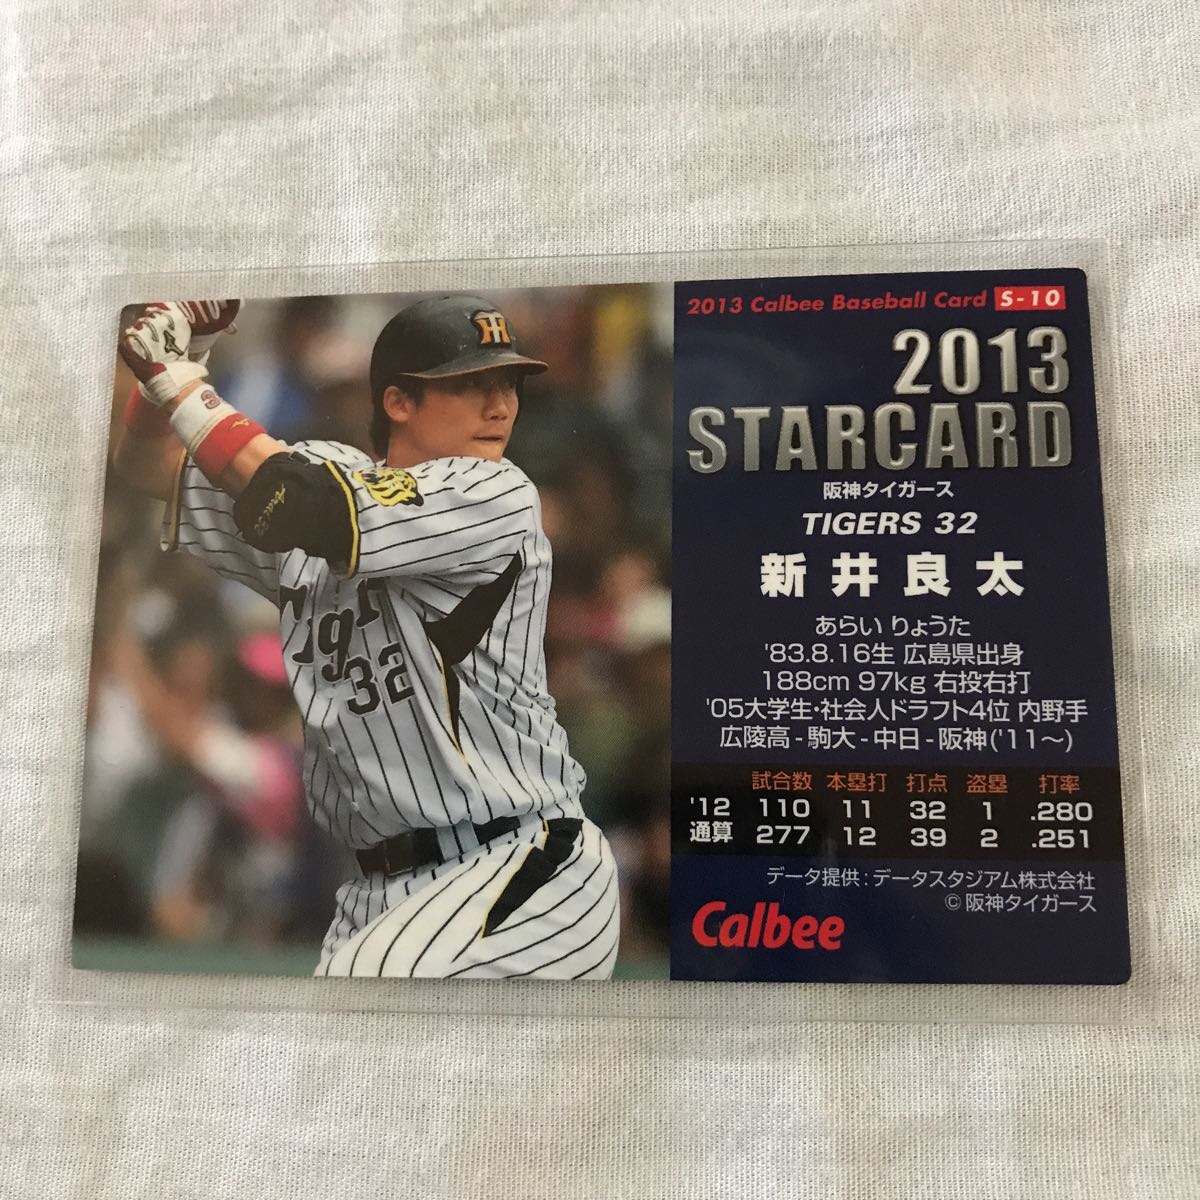 2013 Calbee Baseball Card S-10
2013
STARCARD
阪神タイガース
TIGERS 32
新井良太
あらい りょうた
'83.8.16生 広島県出身
188cm 97kg 右投右打
'05大学生・社会人ドラフト4位 内野手
広陵高-駒大-中日-阪神('11～)
試合数 本塁打 打点 盗塁 打率
'12 110 11 32 1 .280
通算 277 12 39 2 .251
データ提供:データスタジアム株式会社
©阪神タイガース
Calbee
Tiger
32
Arai 32